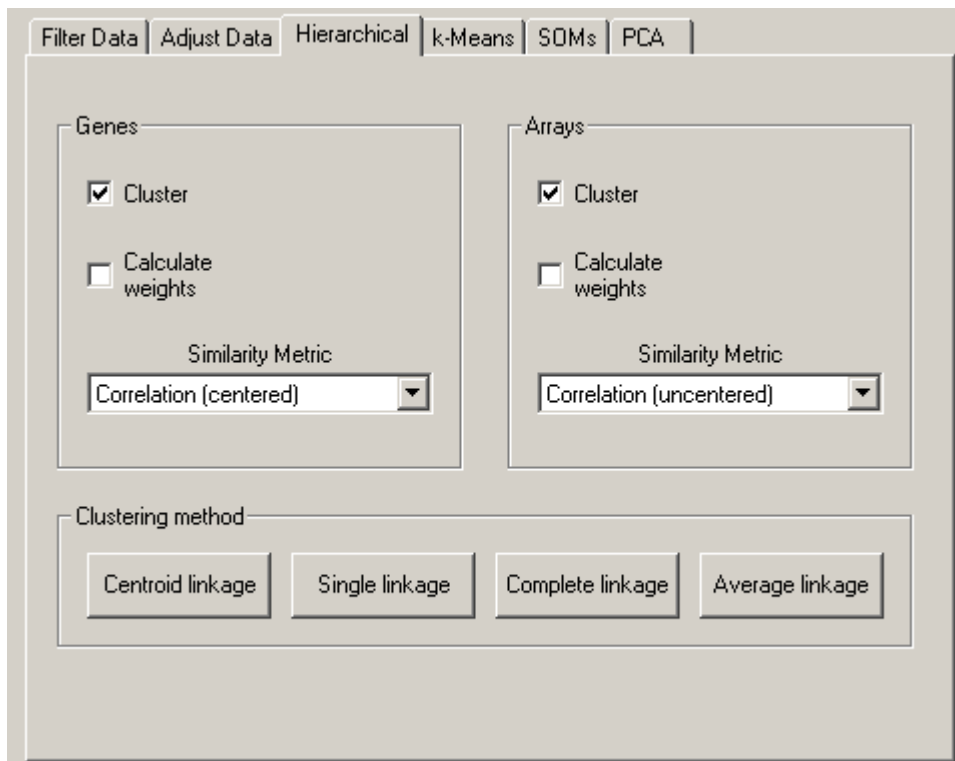 Filter Data Adjust Data Hierarchical k-Means SOMs PCA
Genes
Cluster
Calculate
weights
Similarity Metric
Correlation (centered)
Arrays
Cluster
Calculate
weights
Similarity Metric
Correlation (uncentered)
Clustering method
Centroid linkage Single linkage Complete linkage Average linkage